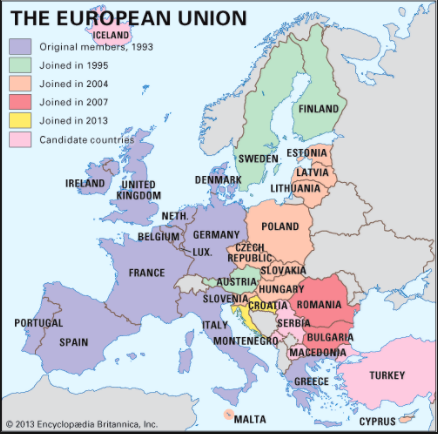 THE EUROPEAN UNION
ICELAND
Original members, 1993
Joined in 1995
Joined in 2004
Joined in 2007
Joined in 2013
Candidate countries
FINLAND
SWEDEN
ESTONIA
LATVIA
LITHUANIA
DENMARK
IRELAND
UNITED
KINGDOM
NETH.
BELGIUM
GERMANY
POLAND
LUX.
CZECH
REPUBLIC
SLOVAKIA
FRANCE
AUSTRIA
HUNGARY
SLOVENIA
CROATIA
ROMANIA
ITALY
SERBIA
PORTUGAL
SPAIN
MONTENEGRO
BULGARIA
MACEDONIA
GREECE
TURKEY
MALTA
CYPRUS
© 2013 Encyclopædia Britannica, Inc.